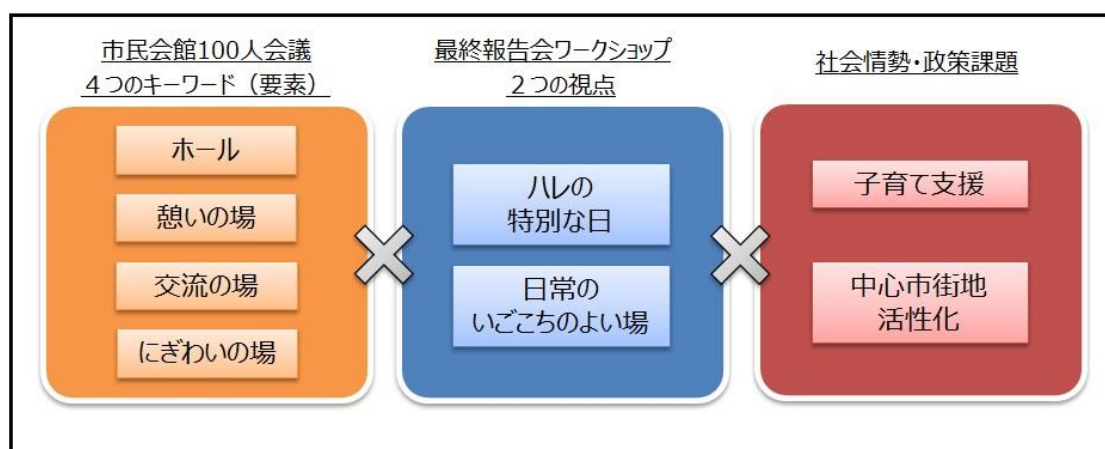 市民会館100人会議
４つのキーワード（要素）
ホール
憩いの場
交流の場
にぎわいの場
最終報告会ワークショップ
２つの視点
ハレの
特別な日
日常の
いごこちのよい場
社会情勢・政策課題
子育て支援
中心市街地
活性化